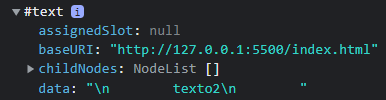 ▼ #text i
assignedSlot: null
baseURI: "http://127.0.0.1:5500/index.html"
▶ childNodes: NodeList []
data: "\n        texto2\n        "